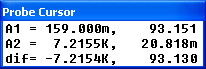 Probe Cursor
A1 = 159.000m, 93.151
A2 = 7.2155K, 20.818m
dif= -7.2154K, 93.130